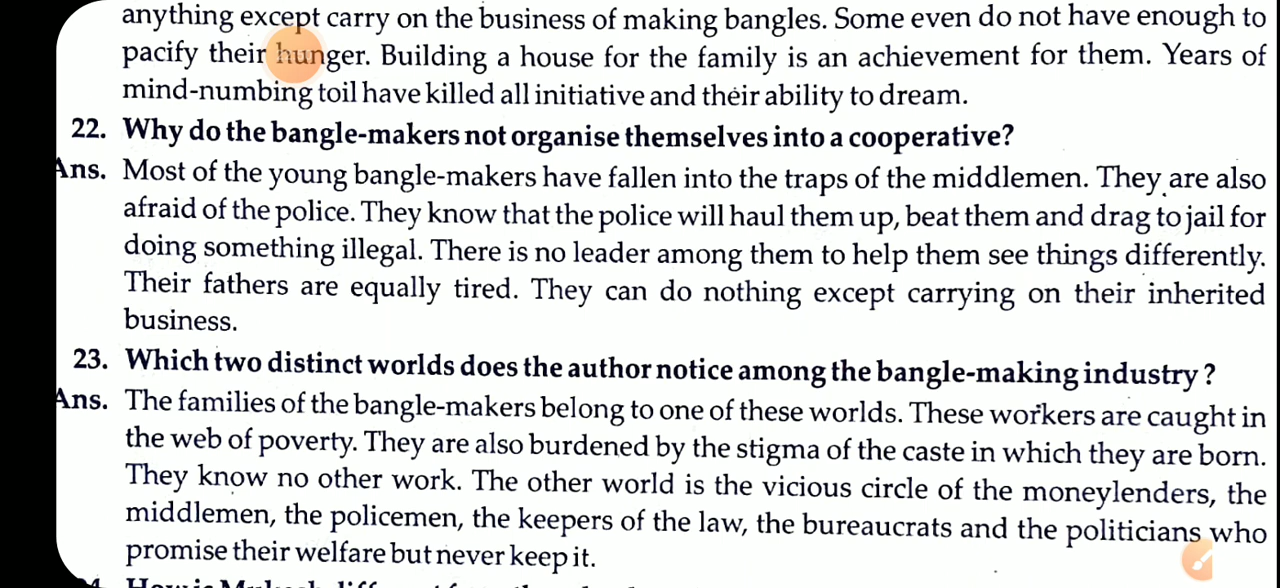 anything except carry on the business of making bangles. Some even do not have enough to
pacify their hunger. Building a house for the family is an achievement for them. Years of
mind-numbing toil have killed all initiative and their ability to dream.
22. Why do the bangle-makers not organise themselves into a cooperative?
Ans. Most of the young bangle-makers have fallen into the traps of the middlemen. They are also
afraid of the police. They know that the police will haul them up, beat them and drag to jail for
doing something illegal. There is no leader among them to help them see things differently.
Their fathers are equally tired. They can do nothing except carrying on their inherited
business.
23. Which two distinct worlds does the author notice among the bangle-making industry ?
Ans. The families of the bangle-makers belong to one of these worlds. These workers are caught in
the web of poverty. They are also burdened by the stigma of the caste in which they are born.
They know no other work. The other world is the vicious circle of the moneylenders, the
middlemen, the policemen, the keepers of the law, the bureaucrats and the politicians who
promise their welfare but never keep it.